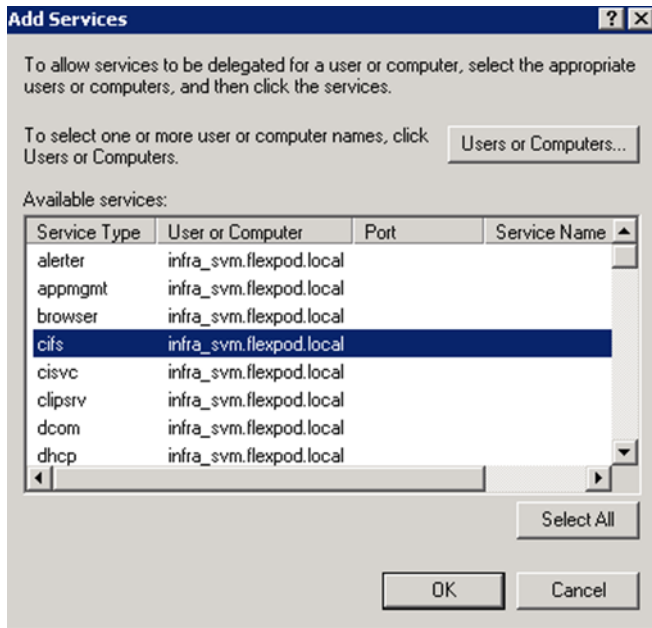 Add Services
To allow services to be delegated for a user or computer, select the appropriate
users or computers, and then click the services.
To select one or more user or computer names, click
Users or Computers.
Users or Computers...
Available services:
Service Type User or Computer Port Service Name
alerter infra_svm.flexpod.local
appmgmt infra_svm.flexpod.local
browser infra_svm.flexpod.local
cifs infra_svm.flexpod.local
cisvc infra_svm.flexpod.local
clipsrv infra_svm.flexpod.local
dcom infra_svm.flexpod.local
dhcp infra_svm.flexpod.local
Select All
OK Cancel